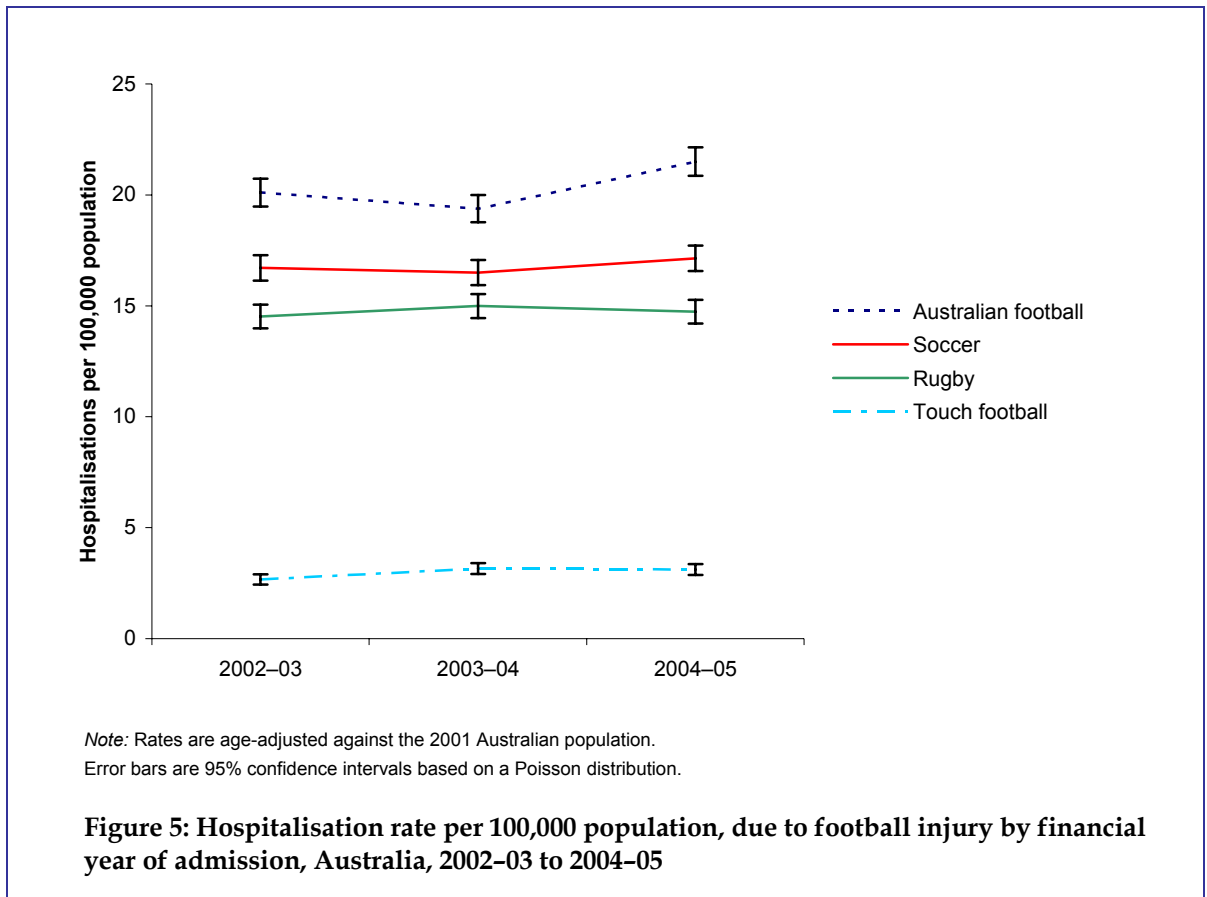 25
20
15
10
5
0
Hospitalisations per 100,000 population
2002–03 2003–04 2004–05
Australian football
Soccer
Rugby
Touch football
Note: Rates are age-adjusted against the 2001 Australian population.
Error bars are 95% confidence intervals based on a Poisson distribution.
Figure 5: Hospitalisation rate per 100,000 population, due to football injury by financial
year of admission, Australia, 2002–03 to 2004–05